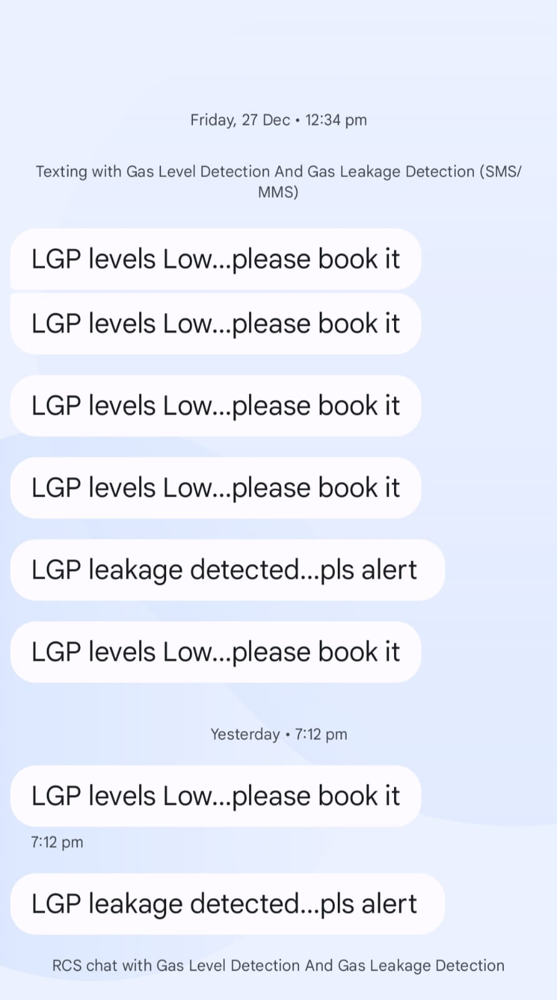 Friday, 27 Dec • 12:34 pm
Texting with Gas Level Detection And Gas Leakage Detection (SMS/
MMS)
LGP levels Low...please book it
LGP levels Low...please book it
LGP levels Low...please book it
LGP levels Low...please book it
LGP leakage detected...pls alert
LGP levels Low...please book it
Yesterday • 7:12 pm
LGP levels Low...please book it
7:12 pm
LGP leakage detected...pls alert
RCS chat with Gas Level Detection And Gas Leakage Detection